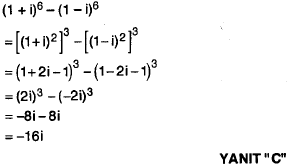 (1 + i)⁶ – (1 – i)⁶
= [(1+i)²]³ – [(1–i)²]³
= (1+2i–1)³ – (1–2i–1)³
= (2i)³ – (–2i)³
= –8i – 8i
= –16i
YANIT "C"